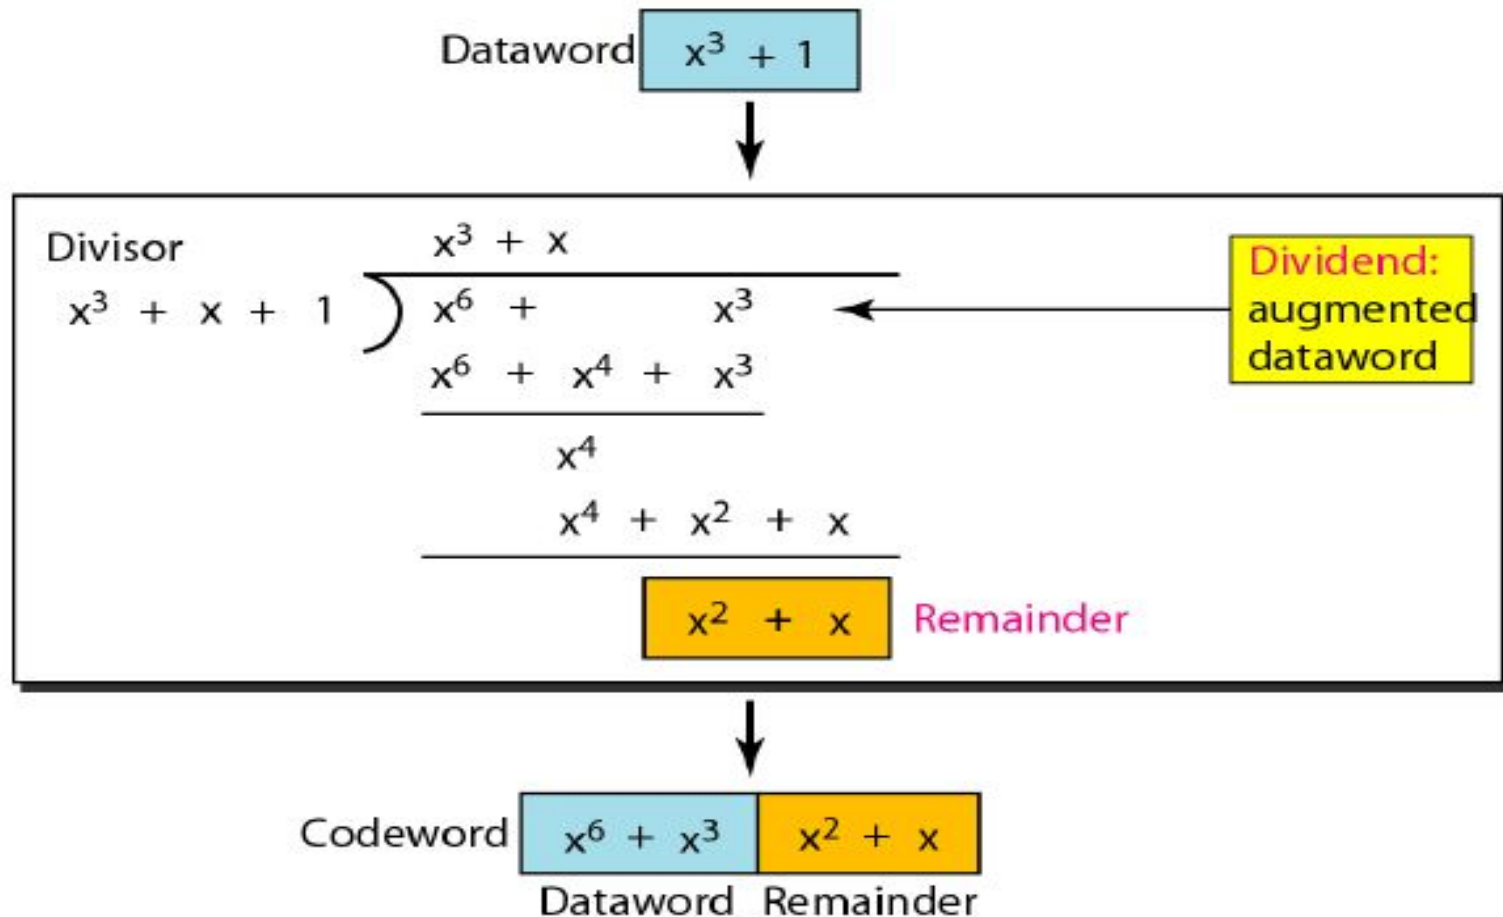 Dataword x³ + 1
Divisor
x³ + x
x³ + x + 1
x⁶ + x³
Dividend:
augmented
dataword
x⁶ + x⁴ + x³
x⁴
x⁴ + x² + x
x² + x Remainder
Codeword x⁶ + x³ x² + x
Dataword Remainder